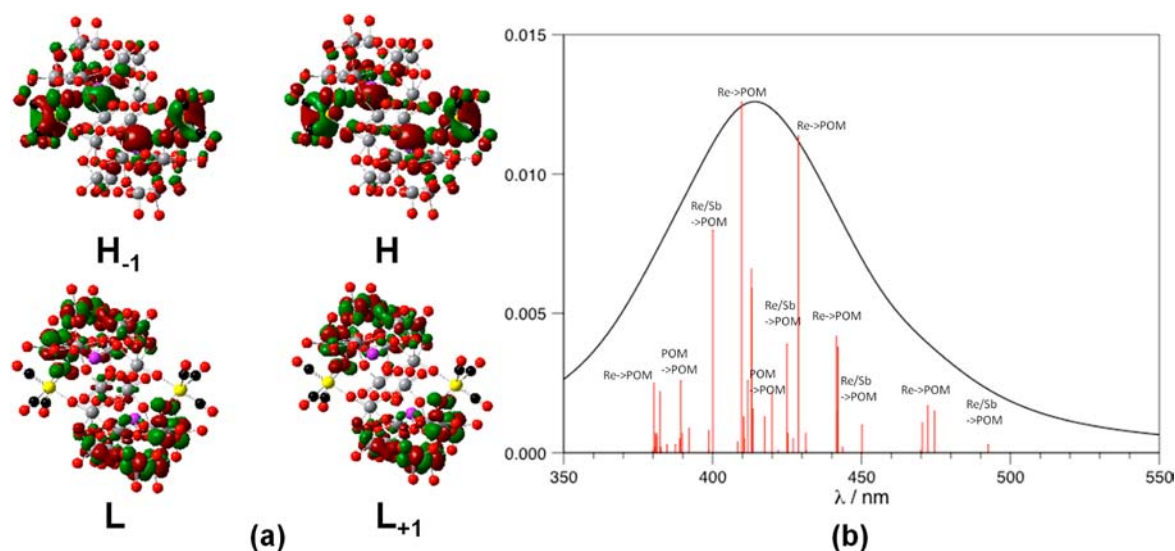 (a)
H-1
H
L
L+1
(a)
0.015
0.010
0.005
0.000
Re->POM
Re->POM
Re/Sb
->POM
Re/Sb
->POM
Re->POM
POM
->POM
Re->POM
POM
->POM
Re/Sb
->POM
Re->POM
Re/Sb
->POM
350
400
450
500
550
λ / nm
(b)